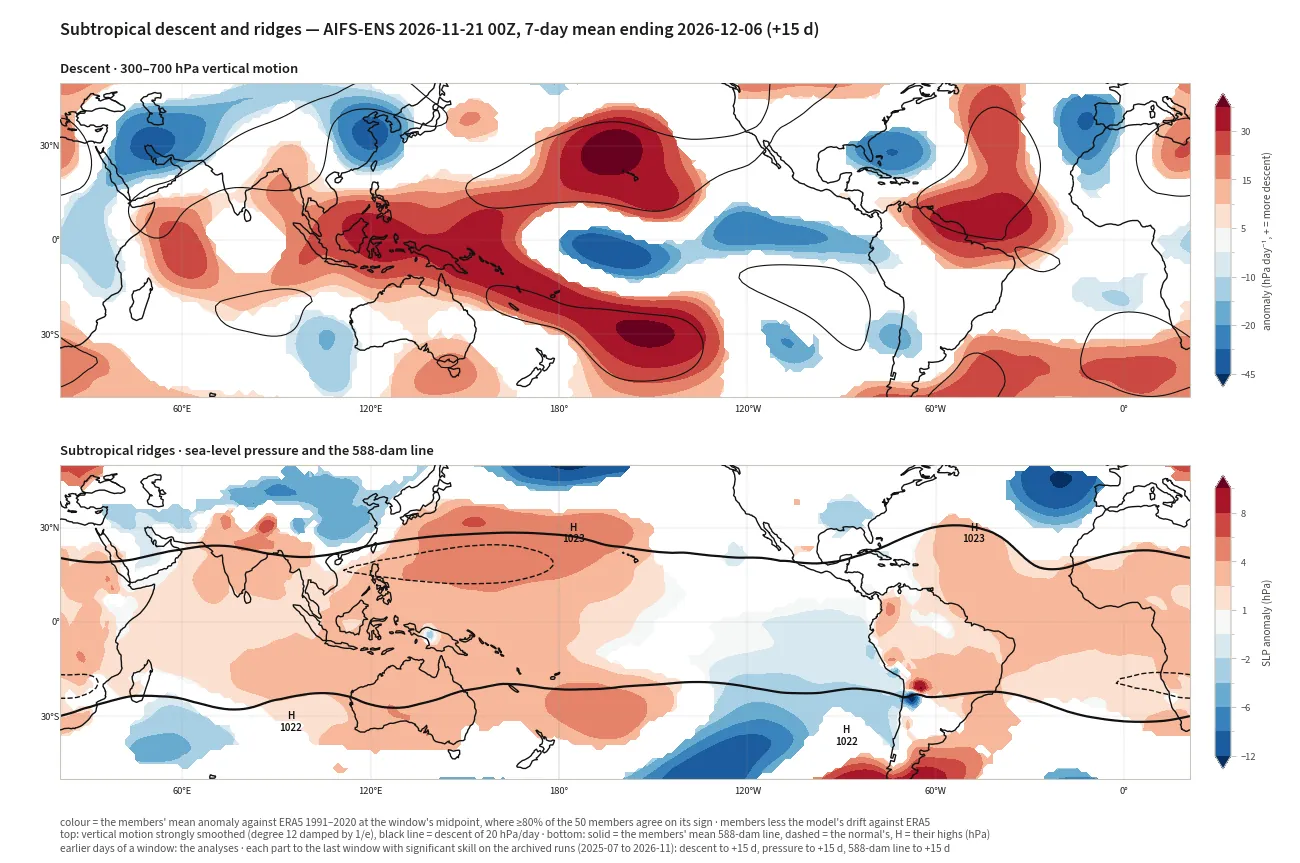 Subtropical descent and ridges — AIFS-ENS 2026-11-21 00Z, 7-day mean ending 2026-12-06 (+15 d)
Descent · 300–700 hPa vertical motion
30°N
0°
30°S
60°E
120°E
180°
120°W
60°W
0°
30
15
5
−10
−20
−45
anomaly (hPa day⁻¹, + = more descent)
Subtropical ridges · sea-level pressure and the 588-dam line
30°N
0°
30°S
H
1023
H
1023
H
1022
H
1022
60°E
120°E
180°
120°W
60°W
0°
8
4
1
−2
−6
−12
SLP anomaly (hPa)
colour = the members' mean anomaly against ERA5 1991–2020 at the window's midpoint, where ≥80% of the 50 members agree on its sign · members less the model's drift against ERA5
top: vertical motion strongly smoothed (degree 12 damped by 1/e), black line = descent of 20 hPa/day · bottom: solid = the members' mean 588-dam line, dashed = the normal's, H = their highs (hPa)
earlier days of a window: the analyses · each part to the last window with significant skill on the archived runs (2025-07 to 2026-11): descent to +15 d, pressure to +15 d, 588-dam line to +15 d